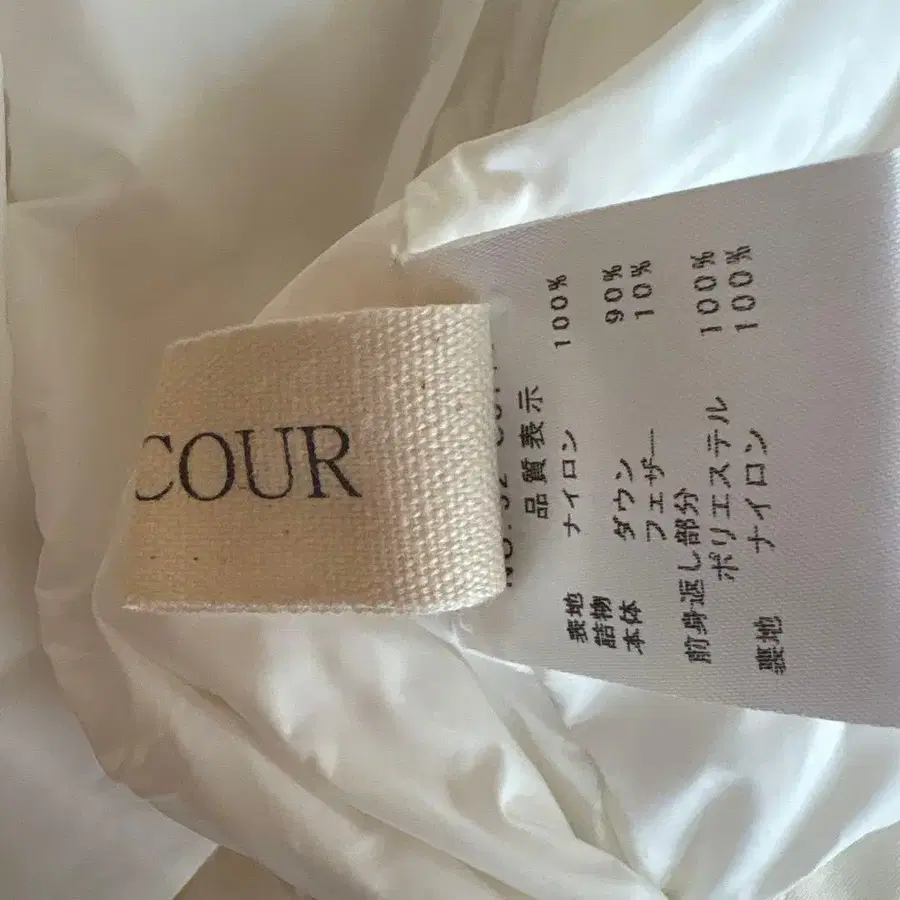 COUR
品質表示
表地 ナイロン 100%
詰物
本体 ダウン 90%
フェザー 10%
前身返し部分
ポリエステル 100%
裏地 ナイロン 100%